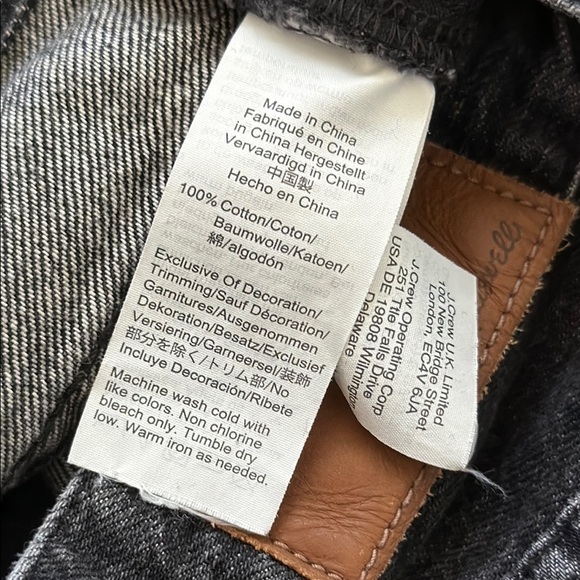 Made in China
Fabriqué en Chine
in China Hergestellt
Vervaardigd in China
中国製
Hecho en China
100% Cotton/Coton/
Baumwolle/Katoen/
綿/algodón
Exclusive Of Decoration/
Trimming/Sauf Décoration/
Garnitures/Ausgenommen
Dekoration/Besatz/Exclusief
Versiering/Garneersel/装飾
部分を除く/トリム部/No
Incluye Decoración/Ribete
Machine wash cold with
like colors. Non chlorine
bleach only. Tumble dry
low. Warm iron as needed.
J.Crew U.K. Limited
100 New Bridge Street
London, EC4V 6JA
J.Crew Operating Corp
251 Little Falls Drive
Wilmington
USA DE 19808